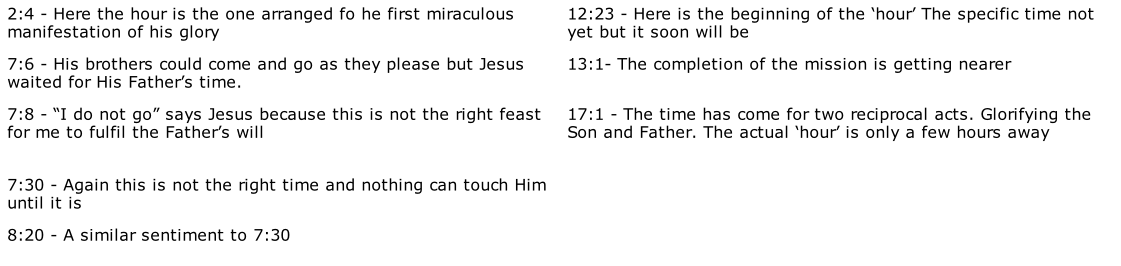 2:4 - Here the hour is the one arranged fo he first miraculous
manifestation of his glory
7:6 - His brothers could come and go as they please but Jesus
waited for His Father’s time.
7:8 - “I do not go” says Jesus because this is not the right feast
for me to fulfil the Father’s will
7:30 - Again this is not the right time and nothing can touch Him
until it is
8:20 - A similar sentiment to 7:30
12:23 - Here is the beginning of the ‘hour’ The specific time not
yet but it soon will be
13:1- The completion of the mission is getting nearer
17:1 - The time has come for two reciprocal acts. Glorifying the
Son and Father. The actual ‘hour’ is only a few hours away